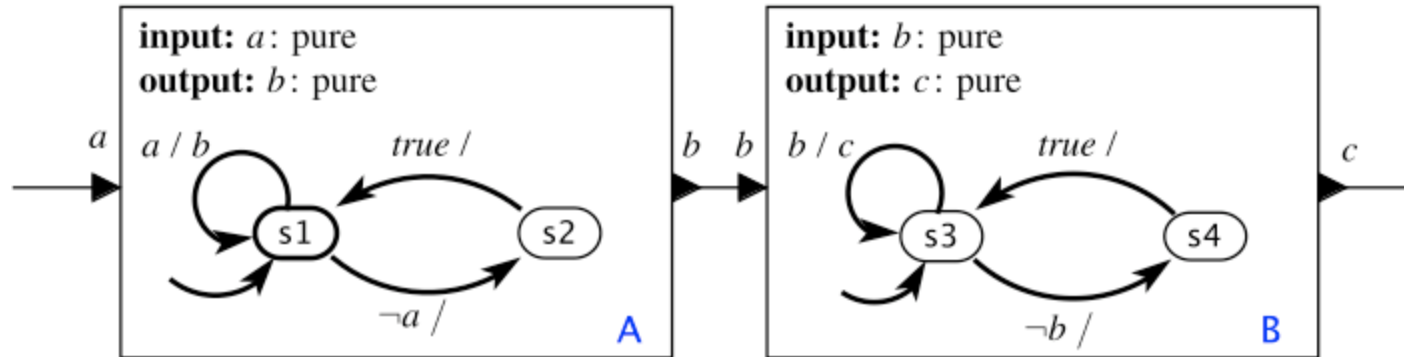 input: a: pure
output: b: pure
a
a / b
true /
s1
s2
¬a /
A
b
b
input: b: pure
output: c: pure
b / c
true /
s3
s4
¬b /
B
c